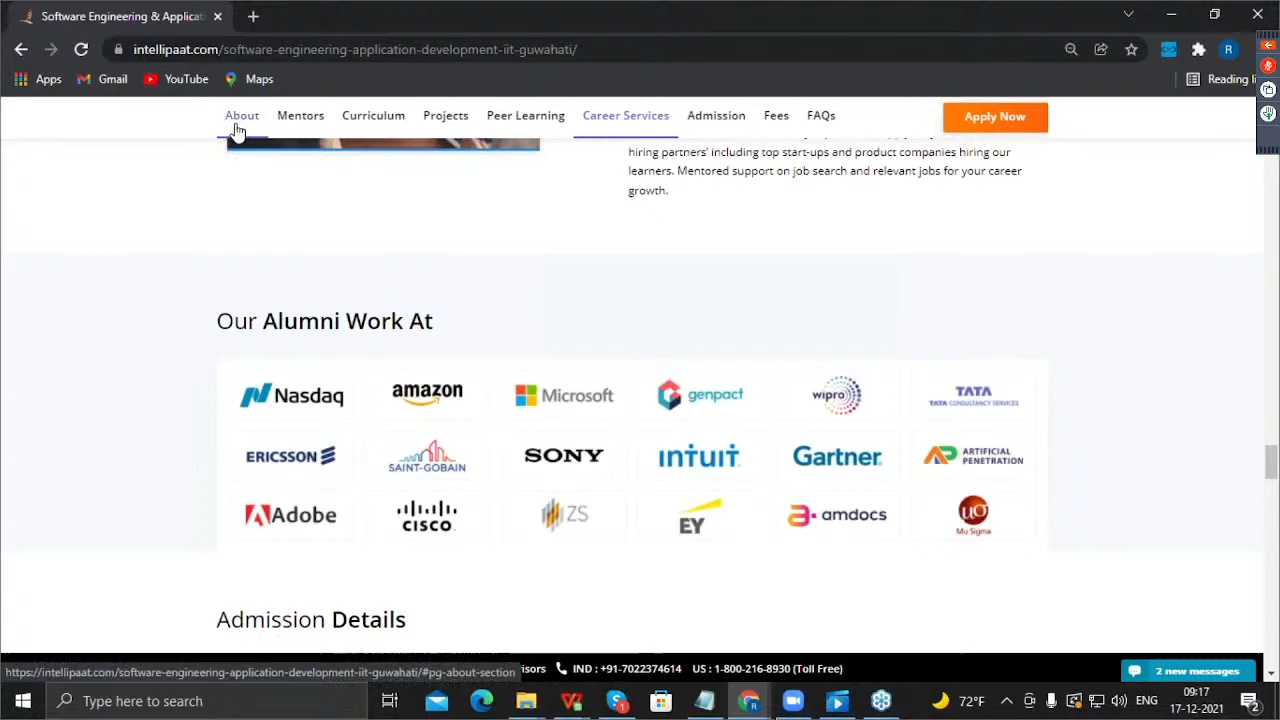 Software Engineering & Applicat
intellipaat.com/software-engineering-application-development-iit-guwahati/
R
Apps Gmail YouTube Maps Reading li
About Mentors Curriculum Projects Peer Learning Career Services Admission Fees FAQs Apply Now
hiring partners' including top start-ups and product companies hiring our
learners. Mentored support on job search and relevant jobs for your career
growth.
Our Alumni Work At
Nasdaq amazon Microsoft genpact wipro TATA
TATA CONSULTANCY SERVICES
ERICSSON SAINT-GOBAIN SONY intuit Gartner AP ARTIFICIAL
PENETRATION
Adobe CISCO ZS EY amdocs uo
Mu Sigma
Admission Details
https://intellipaat.com/software-engineering-application-development-iit-guwahati/#pg-about-section
isors IND : +91-7022374614 US : 1-800-216-8930 (Toll Free)
2 new messages
Type here to search
72°F ENG 09:17
17-12-2021